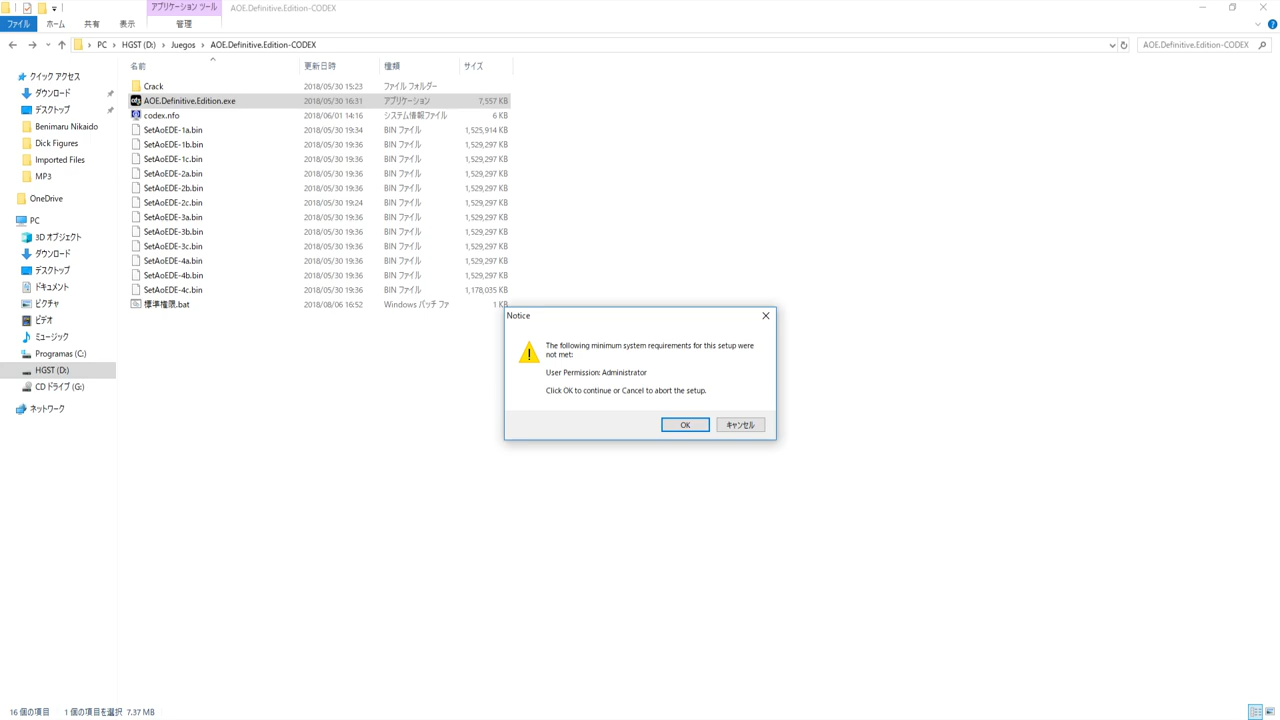 アプリケーション ツール
AOE.Definitive.Edition-CODEX
ファイル
ホーム
共有
表示
管理
PC › HGST (D:) › Juegos › AOE.Definitive.Edition-CODEX
AOE.Definitive.Edition-CODEX
名前 更新日時 種類 サイズ
Crack 2018/05/30 15:23 ファイル フォルダー
AOE.Definitive.Edition.exe 2018/05/30 16:31 アプリケーション 7,557 KB
codex.nfo 2018/06/01 14:16 システム情報ファイル 6 KB
SetAoEDE-1a.bin 2018/05/30 19:34 BIN ファイル 1,525,914 KB
SetAoEDE-1b.bin 2018/05/30 19:36 BIN ファイル 1,529,297 KB
SetAoEDE-1c.bin 2018/05/30 19:36 BIN ファイル 1,529,297 KB
SetAoEDE-2a.bin 2018/05/30 19:36 BIN ファイル 1,529,297 KB
SetAoEDE-2b.bin 2018/05/30 19:36 BIN ファイル 1,529,297 KB
SetAoEDE-2c.bin 2018/05/30 19:24 BIN ファイル 1,529,297 KB
SetAoEDE-3a.bin 2018/05/30 19:36 BIN ファイル 1,529,297 KB
SetAoEDE-3b.bin 2018/05/30 19:36 BIN ファイル 1,529,297 KB
SetAoEDE-3c.bin 2018/05/30 19:36 BIN ファイル 1,529,297 KB
SetAoEDE-4a.bin 2018/05/30 19:36 BIN ファイル 1,529,297 KB
SetAoEDE-4b.bin 2018/05/30 19:36 BIN ファイル 1,529,297 KB
SetAoEDE-4c.bin 2018/05/30 19:36 BIN ファイル 1,178,035 KB
標準権限.bat 2018/08/06 16:52 Windows バッチ ファ 1 KB
クイック アクセス
ダウンロード
デスクトップ
Benimaru Nikaido
Dick Figures
Imported Files
MP3
OneDrive
PC
3D オブジェクト
ダウンロード
デスクトップ
ドキュメント
ピクチャ
ビデオ
ミュージック
Programas (C:)
HGST (D:)
CD ドライブ (G:)
ネットワーク
Notice
The following minimum system requirements for this setup were
not met:
User Permission: Administrator
Click OK to continue or Cancel to abort the setup.
OK
キャンセル
16 個の項目 1 個の項目を選択 7.37 MB